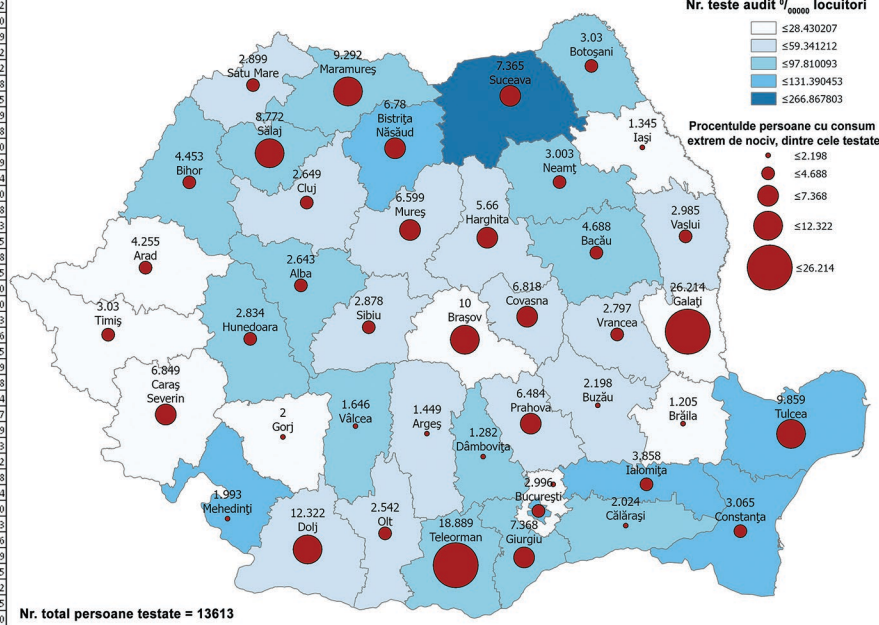 Nr. teste audit ⁰/₀₀₀₀₀ locuitori
≤28.430207
≤59.341212
≤97.810093
≤131.390453
≤266.867803
Procentulde persoane cu consum
extrem de nociv, dintre cele testate
≤2.198
≤4.688
≤7.368
≤12.322
≤26.214
3.03
Botoşani
2.899
Satu Mare
9.292
Maramureş
7.365
Suceava
8.772
Sălaj
6.78
Bistriţa
Năsăud
1.345
Iaşi
4.453
Bihor
2.649
Cluj
3.003
Neamţ
6.599
Mureş
5.66
Harghita
2.985
Vaslui
4.688
Bacău
4.255
Arad
2.643
Alba
26.214
Galaţi
3.03
Timiş
2.834
Hunedoara
2.878
Sibiu
10
Braşov
6.818
Covasna
2.797
Vrancea
6.849
Caraş
Severin
2
Gorj
1.646
Vâlcea
1.449
Argeş
6.484
Prahova
2.198
Buzău
1.205
Brăila
9.859
Tulcea
1.282
Dâmboviţa
3.858
Ialomiţa
2.996
Bucureşti
1.993
Mehedinţi
12.322
Dolj
2.542
Olt
18.889
Teleorman
7.368
Giurgiu
2.024
Călăraşi
3.065
Constanţa
Nr. total persoane testate = 13613